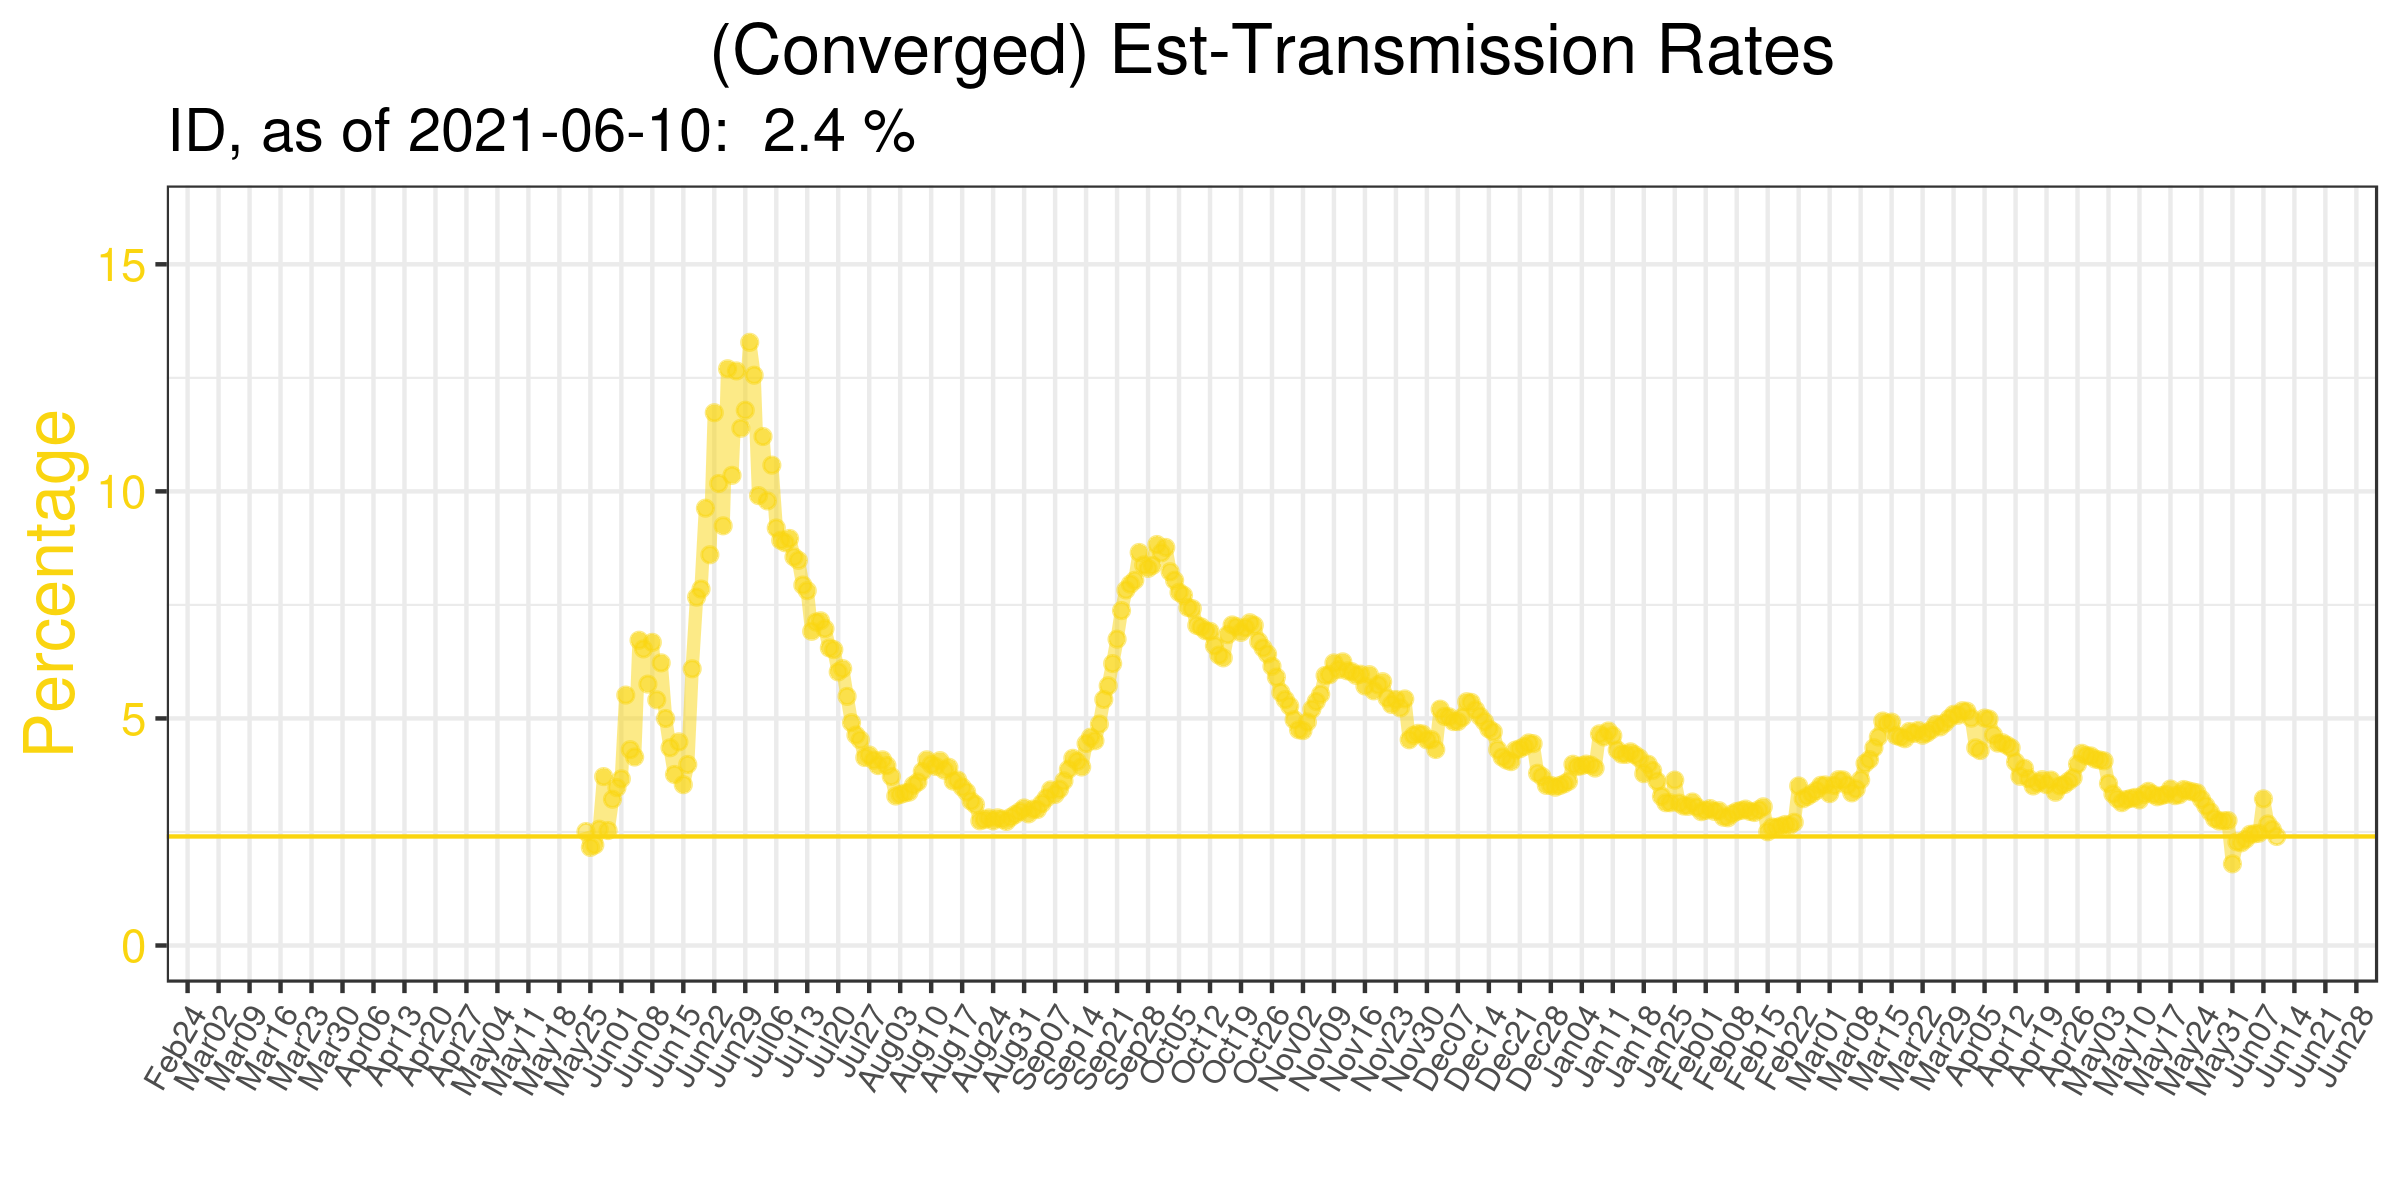 (Converged) Est-Transmission Rates
ID, as of 2021-06-10:  2.4 %
Percentage
15
10
5
0
Feb24
Mar02
Mar09
Mar16
Mar23
Mar30
Apr06
Apr13
Apr20
Apr27
May04
May11
May18
May25
Jun01
Jun08
Jun15
Jun22
Jun29
Jul06
Jul13
Jul20
Jul27
Aug03
Aug10
Aug17
Aug24
Aug31
Sep07
Sep14
Sep21
Sep28
Oct05
Oct12
Oct19
Oct26
Nov02
Nov09
Nov16
Nov23
Nov30
Dec07
Dec14
Dec21
Dec28
Jan04
Jan11
Jan18
Jan25
Feb01
Feb08
Feb15
Feb22
Mar01
Mar08
Mar15
Mar22
Mar29
Apr05
Apr12
Apr19
Apr26
May03
May10
May17
May24
May31
Jun07
Jun14
Jun21
Jun28